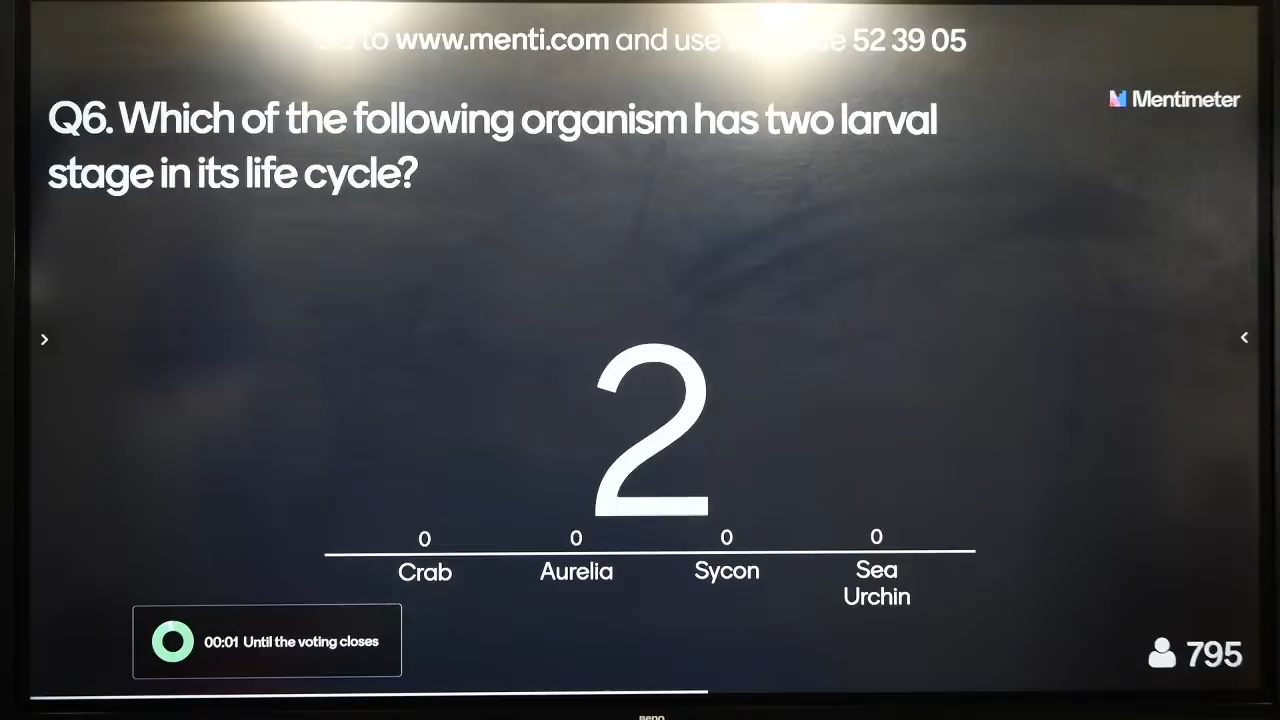 to www.menti.com and use 52 39 05
Mentimeter
Q6. Which of the following organism has two larval
stage in its life cycle?
2
0 0 0 0
Crab Aurelia Sycon Sea
Urchin
00:01 Until the voting closes
795
BenQ